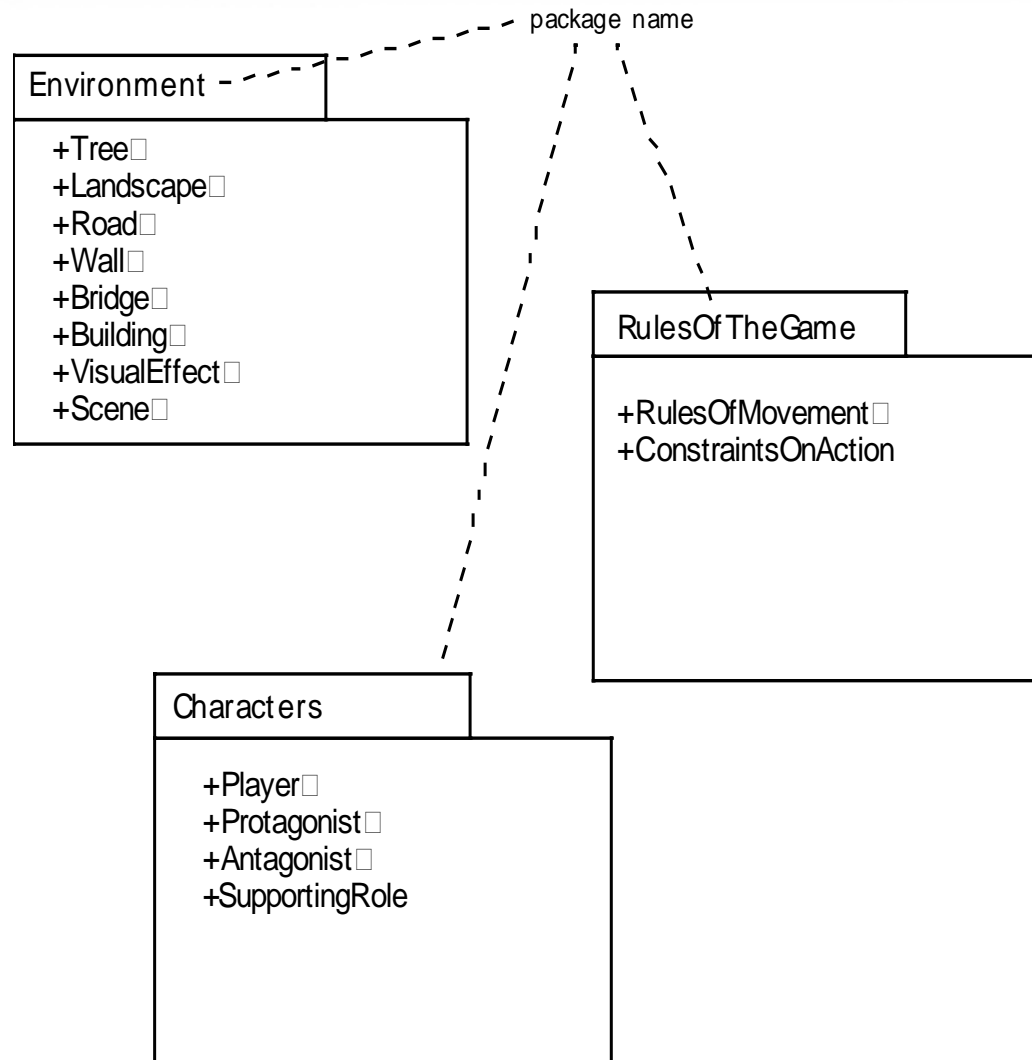 package name
Environment
+Tree□
+Landscape□
+Road□
+Wall□
+Bridge□
+Building□
+VisualEffect□
+Scene□
RulesOfTheGame
+RulesOfMovement□
+ConstraintsOnAction
Characters
+Player□
+Protagonist□
+Antagonist□
+SupportingRole